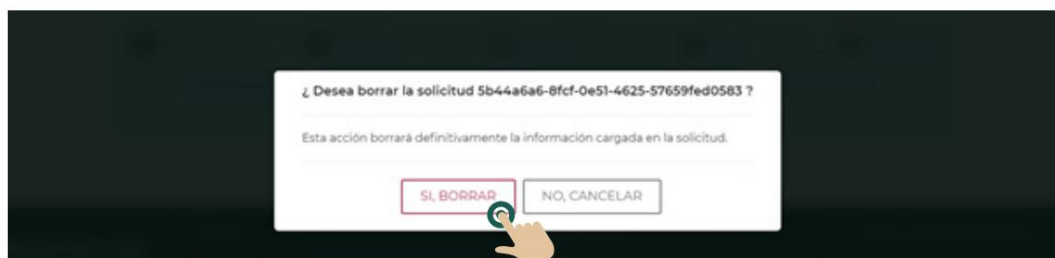 ¿ Desea borrar la solicitud 5b44a6a6-8fcf-0e51-4625-57659fed0583 ?
Esta acción borrará definitivamente la información cargada en la solicitud.
SI, BORRAR
NO, CANCELAR